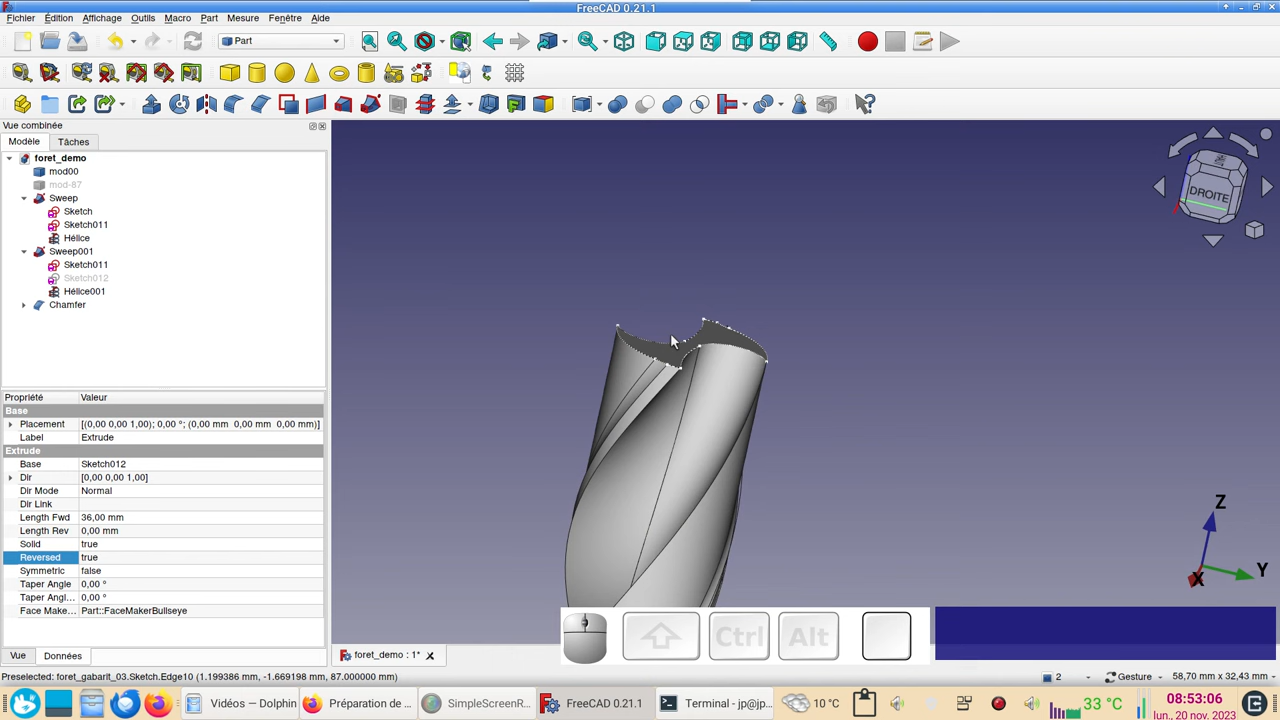 FreeCAD 0.21.1
Fichier Édition Affichage Outils Macro Part Mesure Fenêtre Aide
Part
Vue combinée
Modèle Tâches
foret_demo
mod00
mod-87
Sweep
Sketch
Sketch011
Hélice
Sweep001
Sketch011
Sketch012
Hélice001
Chamfer
Propriété Valeur
Base
Placement [(0,00 0,00 1,00); 0,00 °; (0,00 mm 0,00 mm 0,00 mm)]
Label Extrude
Extrude
Base Sketch012
Dir [0,00 0,00 1,00]
Dir Mode Normal
Dir Link
Length Fwd 36,00 mm
Length Rev 0,00 mm
Solid true
Reversed true
Symmetric false
Taper Angle 0,00 °
Taper Angl... 0,00 °
Face Make... Part::FaceMakerBullseye
Vue Données
DROITE
Z
Y
X
Ctrl Alt
foret_demo : 1*
Preselected: foret_gabarit_03.Sketch.Edge10 (1.199386 mm, -1.669198 mm, 87.000000 mm)
2 Gesture 58,70 mm x 32,43 mm
Vidéos – Dolphin
Préparation de ...
SimpleScreenR...
FreeCAD 0.21.1
Terminal - jp@jp...
10 °C
33 °C
08:53:06
lun., 20 nov. 2023